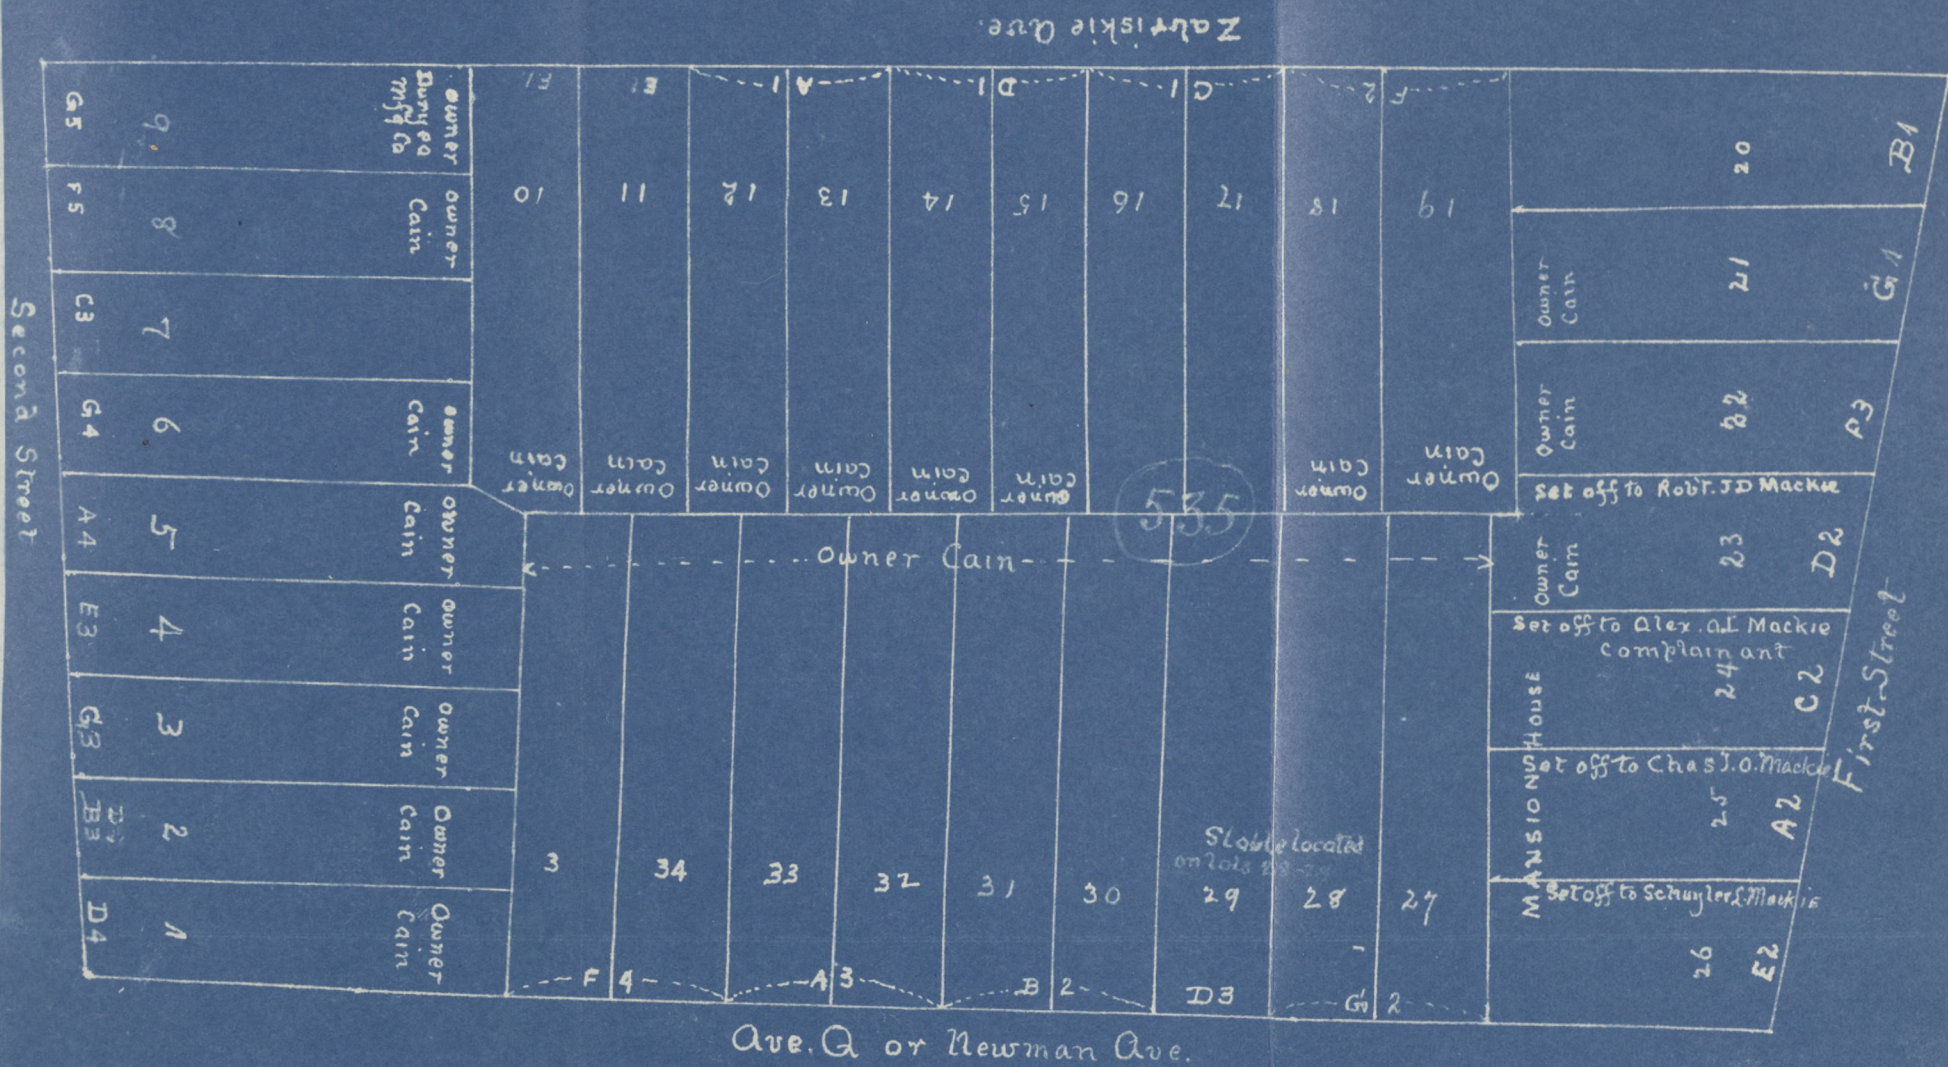 Zabriskie Ave.
Second Street
G5
9
Owner
Duryea
Mfg Co
F5
8
Owner
Cain
C3
7
G4
6
Owner
Cain
A4
5
Owner
Cain
E3
4
Owner
Cain
G3
3
Owner
Cain
B3
2
Owner
Cain
D4
1
Owner
Cain
E1
10
Owner
Cain
E1
11
Owner
Cain
A 1
12
Owner
Cain
13
Owner
Cain
D 1
14
Owner
Cain
15
Owner
Cain
C 1
16
17
F 2
18
Owner
Cain
19
Owner
Cain
535
Owner Cain
3
34
F 4
33
32
A 3
31
30
B 2
Stable located
on lots
29
D3
28
27
G 2
B1
20
G1
21
Owner
Cain
22
Owner
Cain
Set off to Robt. J D Mackie
D2
23
Owner
Cain
Set off to Alex. Mackie
Complainant
C2
24
MANSION HOUSE
Set off to Chas J. O. Mackie
A2
25
Set off to Schuyler S. Mackie
E2
26
First Street
Ave. Q or Newman Ave.